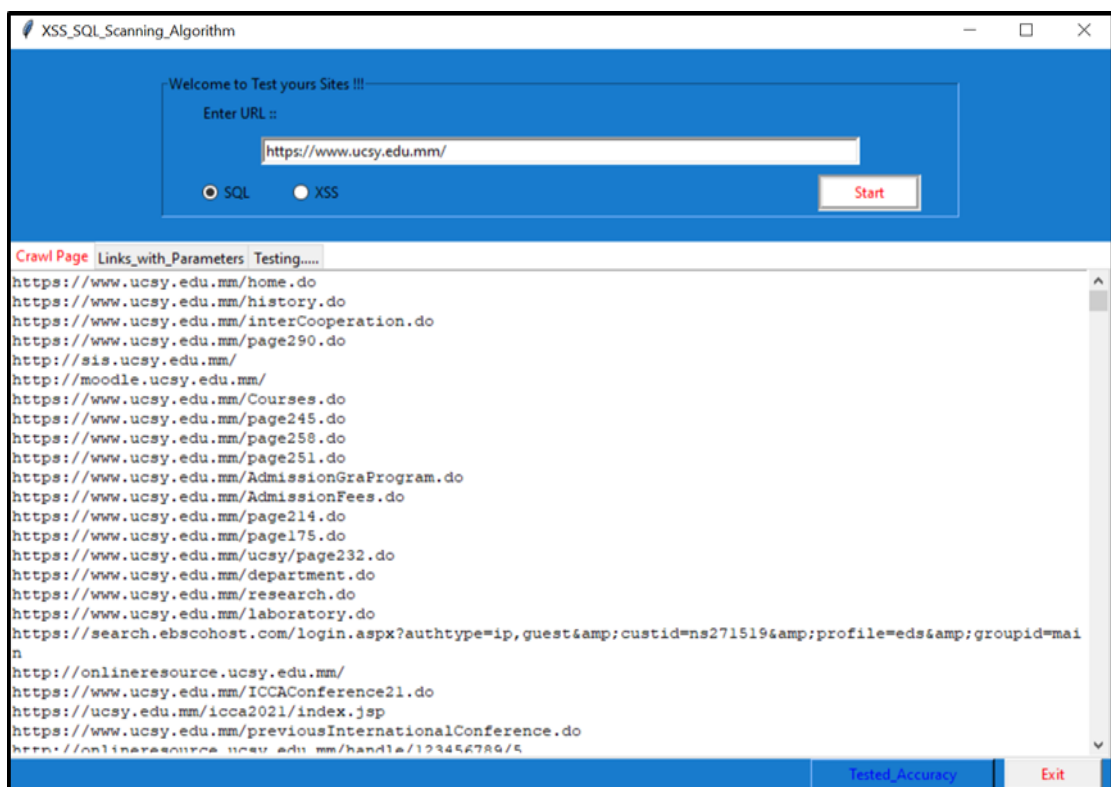 XSS_SQL_Scanning_Algorithm
Welcome to Test yours Sites !!!
Enter URL ::
https://www.ucsy.edu.mm/
SQL XSS Start
Crawl Page Links_with_Parameters Testing.....
https://www.ucsy.edu.mm/home.do
https://www.ucsy.edu.mm/history.do
https://www.ucsy.edu.mm/interCooperation.do
https://www.ucsy.edu.mm/page290.do
http://sis.ucsy.edu.mm/
http://moodle.ucsy.edu.mm/
https://www.ucsy.edu.mm/Courses.do
https://www.ucsy.edu.mm/page245.do
https://www.ucsy.edu.mm/page258.do
https://www.ucsy.edu.mm/page251.do
https://www.ucsy.edu.mm/AdmissionGraProgram.do
https://www.ucsy.edu.mm/AdmissionFees.do
https://www.ucsy.edu.mm/page214.do
https://www.ucsy.edu.mm/page175.do
https://www.ucsy.edu.mm/ucsy/page232.do
https://www.ucsy.edu.mm/department.do
https://www.ucsy.edu.mm/research.do
https://www.ucsy.edu.mm/laboratory.do
https://search.ebscohost.com/login.aspx?authtype=ip,guest&amp;custid=ns271519&amp;profile=eds&amp;groupid=mai
n
http://onlineresource.ucsy.edu.mm/
https://www.ucsy.edu.mm/ICCAConference21.do
https://ucsy.edu.mm/icca2021/index.jsp
https://www.ucsy.edu.mm/previousInternationalConference.do
http://onlineresource.ucsy.edu.mm/handle/123456789/5
Tested_Accuracy Exit